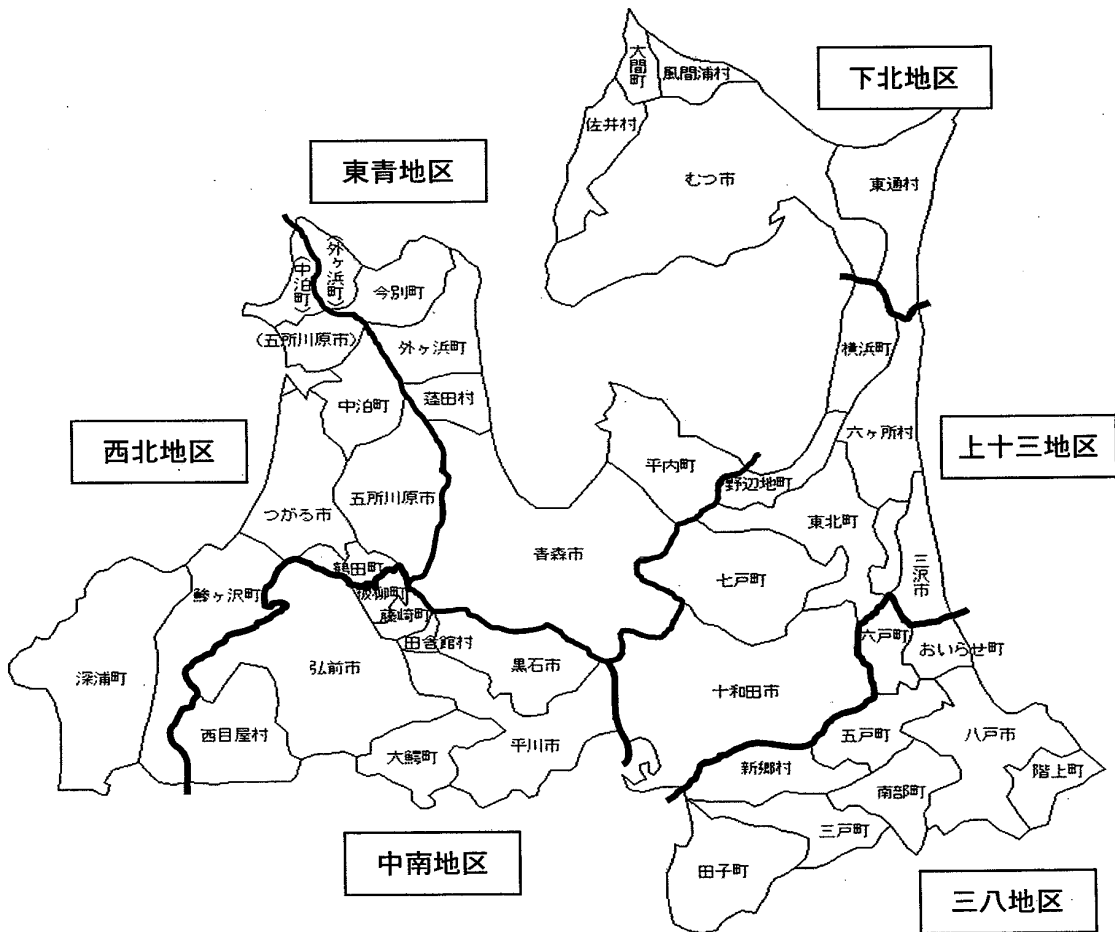 大間町
風間浦村
下北地区
佐井村
東青地区
むつ市
東通村
(外ヶ浜町)
(中泊町)
今別町
(五所川原市)
外ヶ浜町
横浜町
中泊町
蓬田村
西北地区
六ヶ所村
上十三地区
平内町
野辺地町
五所川原市
つがる市
東北町
青森市
三沢市
鶴田町
七戸町
鰺ヶ沢町
板柳町
藤崎町
田舎館村
六戸町
おいらせ町
弘前市
黒石市
深浦町
十和田市
西目屋村
大鰐町
平川市
五戸町
八戸市
新郷村
階上町
南部町
三戸町
中南地区
田子町
三八地区